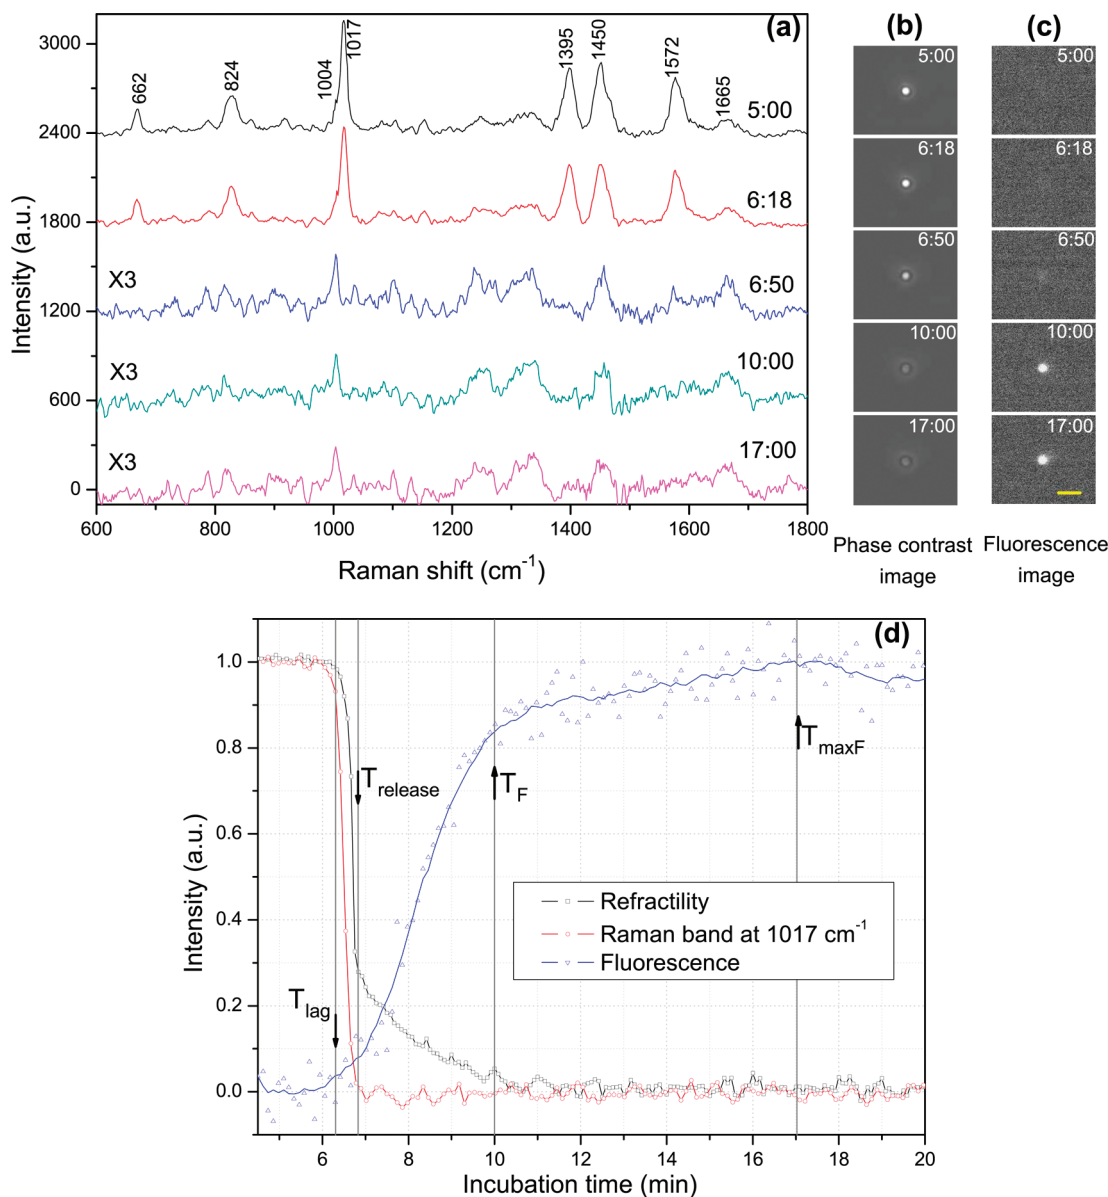 (a)
(b)
(c)
3000
2400
1800
1200
600
0
Intensity (a.u.)
662
824
1004
1017
1395
1450
1572
1665
5:00
6:18
X3
6:50
X3
10:00
X3
17:00
600
800
1000
1200
1400
1600
1800
Raman shift (cm-1)
5:00
6:18
6:50
10:00
17:00
Phase contrast
image
5:00
6:18
6:50
10:00
17:00
Fluorescence
image
(d)
1.0
0.8
0.6
0.4
0.2
0.0
Intensity (a.u.)
Trelease
TF
TmaxF
Tlag
Refractility
Raman band at 1017 cm-1
Fluorescence
6
8
10
12
14
16
18
20
Incubation time (min)